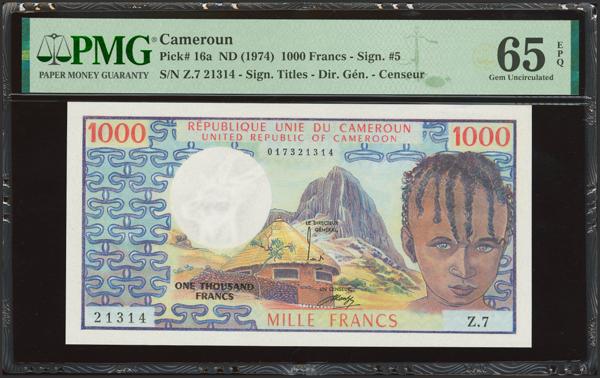 PMG
PAPER MONEY GUARANTY
Cameroun
Pick# 16a ND (1974) 1000 Francs - Sign. #5
S/N Z.7 21314 - Sign. Titles - Dir. Gén. - Censeur
65
EPQ
Gem Uncirculated
1000
RÉPUBLIQUE UNIE DU CAMEROUN
UNITED REPUBLIC OF CAMEROON
1000
017321314
LE DIRECTEUR
GÉNÉRAL
UN CENSEUR
ONE THOUSAND
FRANCS
21314
MILLE FRANCS
Z.7